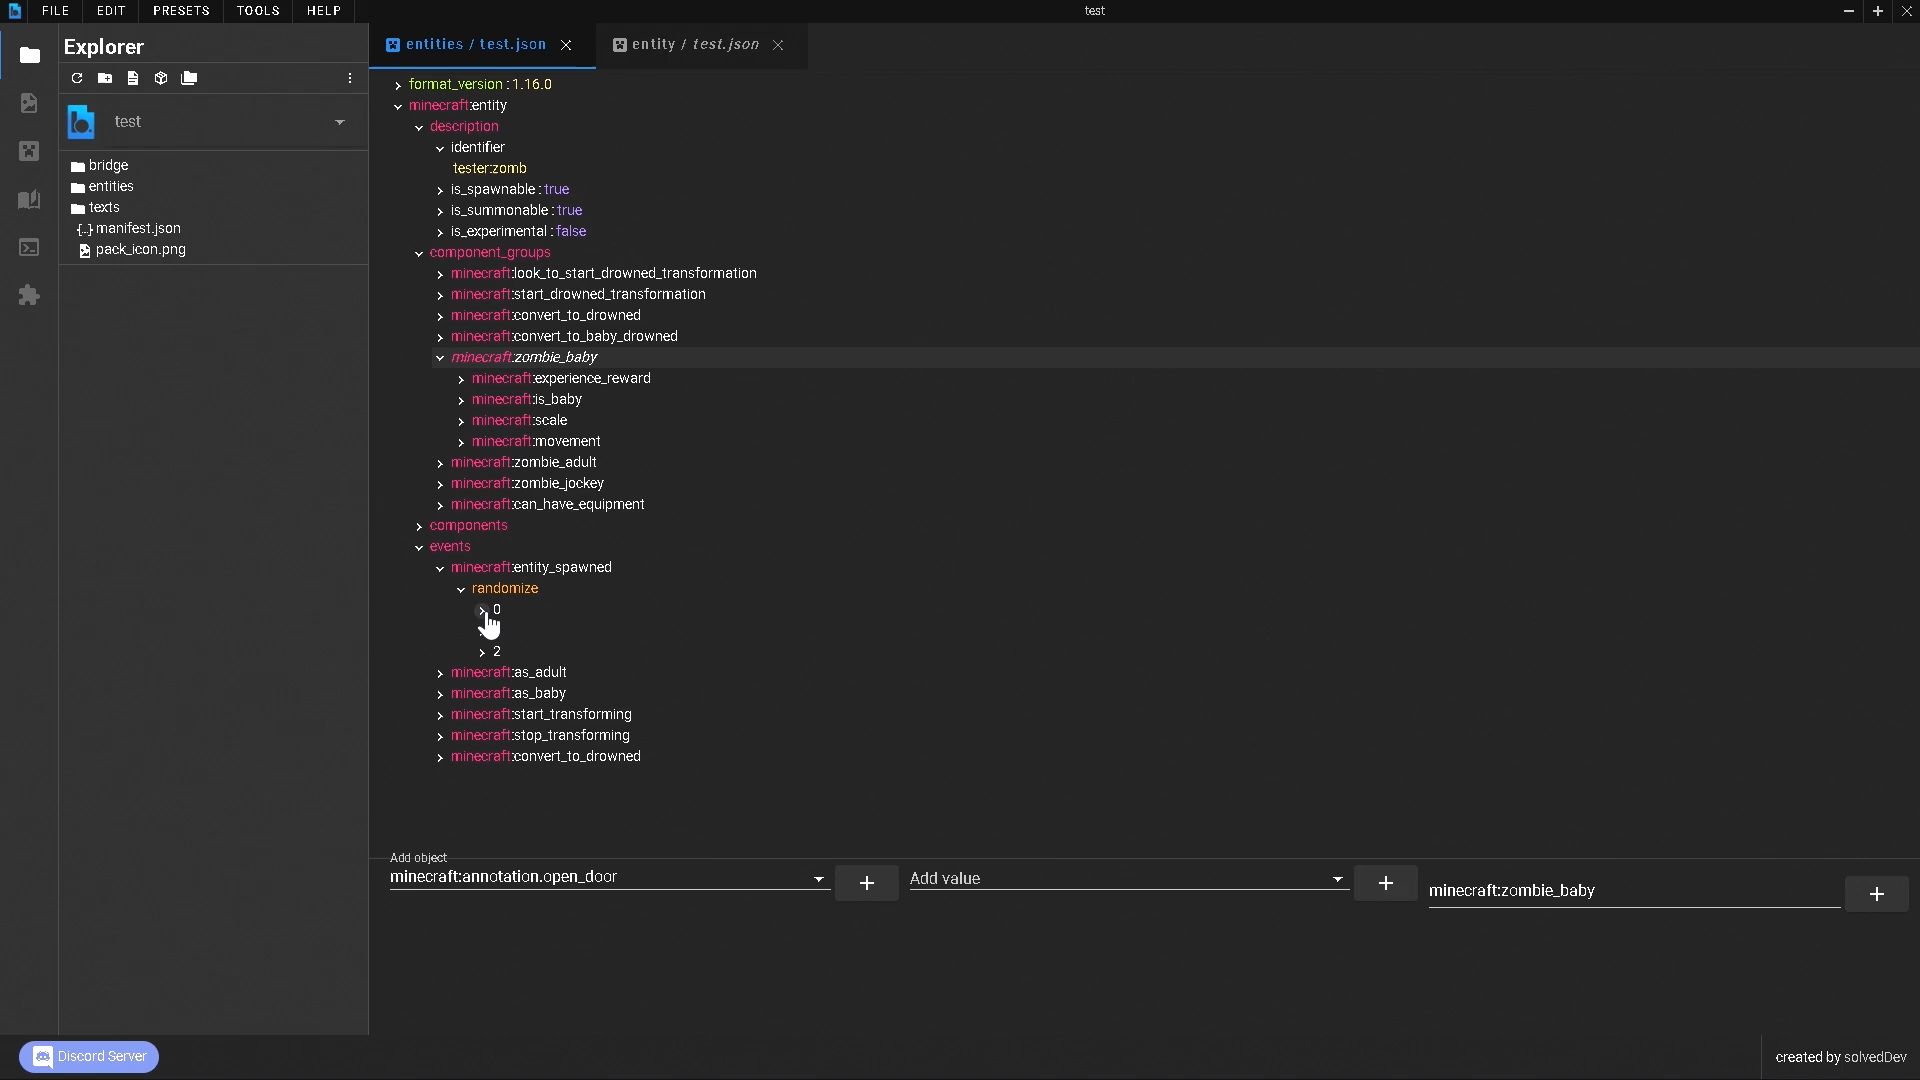 FILE EDIT PRESETS TOOLS HELP test
Explorer
entities / test.json
entity / test.json
test
bridge
entities
texts
{..} manifest.json
pack_icon.png
format_version : 1.16.0
minecraft:entity
description
identifier
tester:zomb
is_spawnable : true
is_summonable : true
is_experimental : false
component_groups
minecraft:look_to_start_drowned_transformation
minecraft:start_drowned_transformation
minecraft:convert_to_drowned
minecraft:convert_to_baby_drowned
minecraft:zombie_baby
minecraft:experience_reward
minecraft:is_baby
minecraft:scale
minecraft:movement
minecraft:zombie_adult
minecraft:zombie_jockey
minecraft:can_have_equipment
components
events
minecraft:entity_spawned
randomize
0
2
minecraft:as_adult
minecraft:as_baby
minecraft:start_transforming
minecraft:stop_transforming
minecraft:convert_to_drowned
Add object
minecraft:annotation.open_door
Add value
minecraft:zombie_baby
Discord Server
created by solvedDev